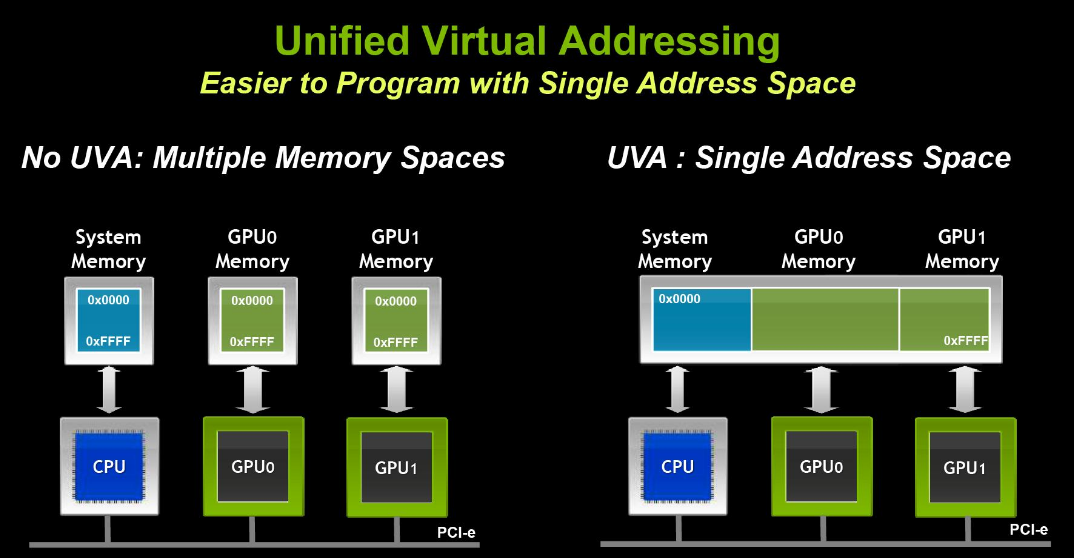 Unified Virtual Addressing
Easier to Program with Single Address Space
No UVA: Multiple Memory Spaces
System
Memory
GPU0
Memory
GPU1
Memory
0x0000
0xFFFF
0x0000
0xFFFF
0x0000
0xFFFF
CPU
GPU0
GPU1
PCI-e
UVA : Single Address Space
System
Memory
GPU0
Memory
GPU1
Memory
0x0000
0xFFFF
CPU
GPU0
GPU1
PCI-e